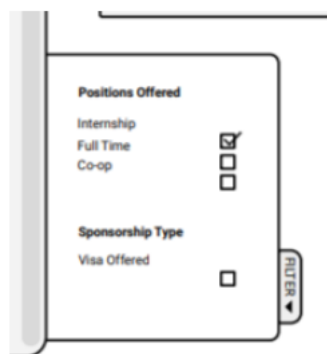 Positions Offered
Internship
Full Time
Co-op
Sponsorship Type
Visa Offered
FILTER